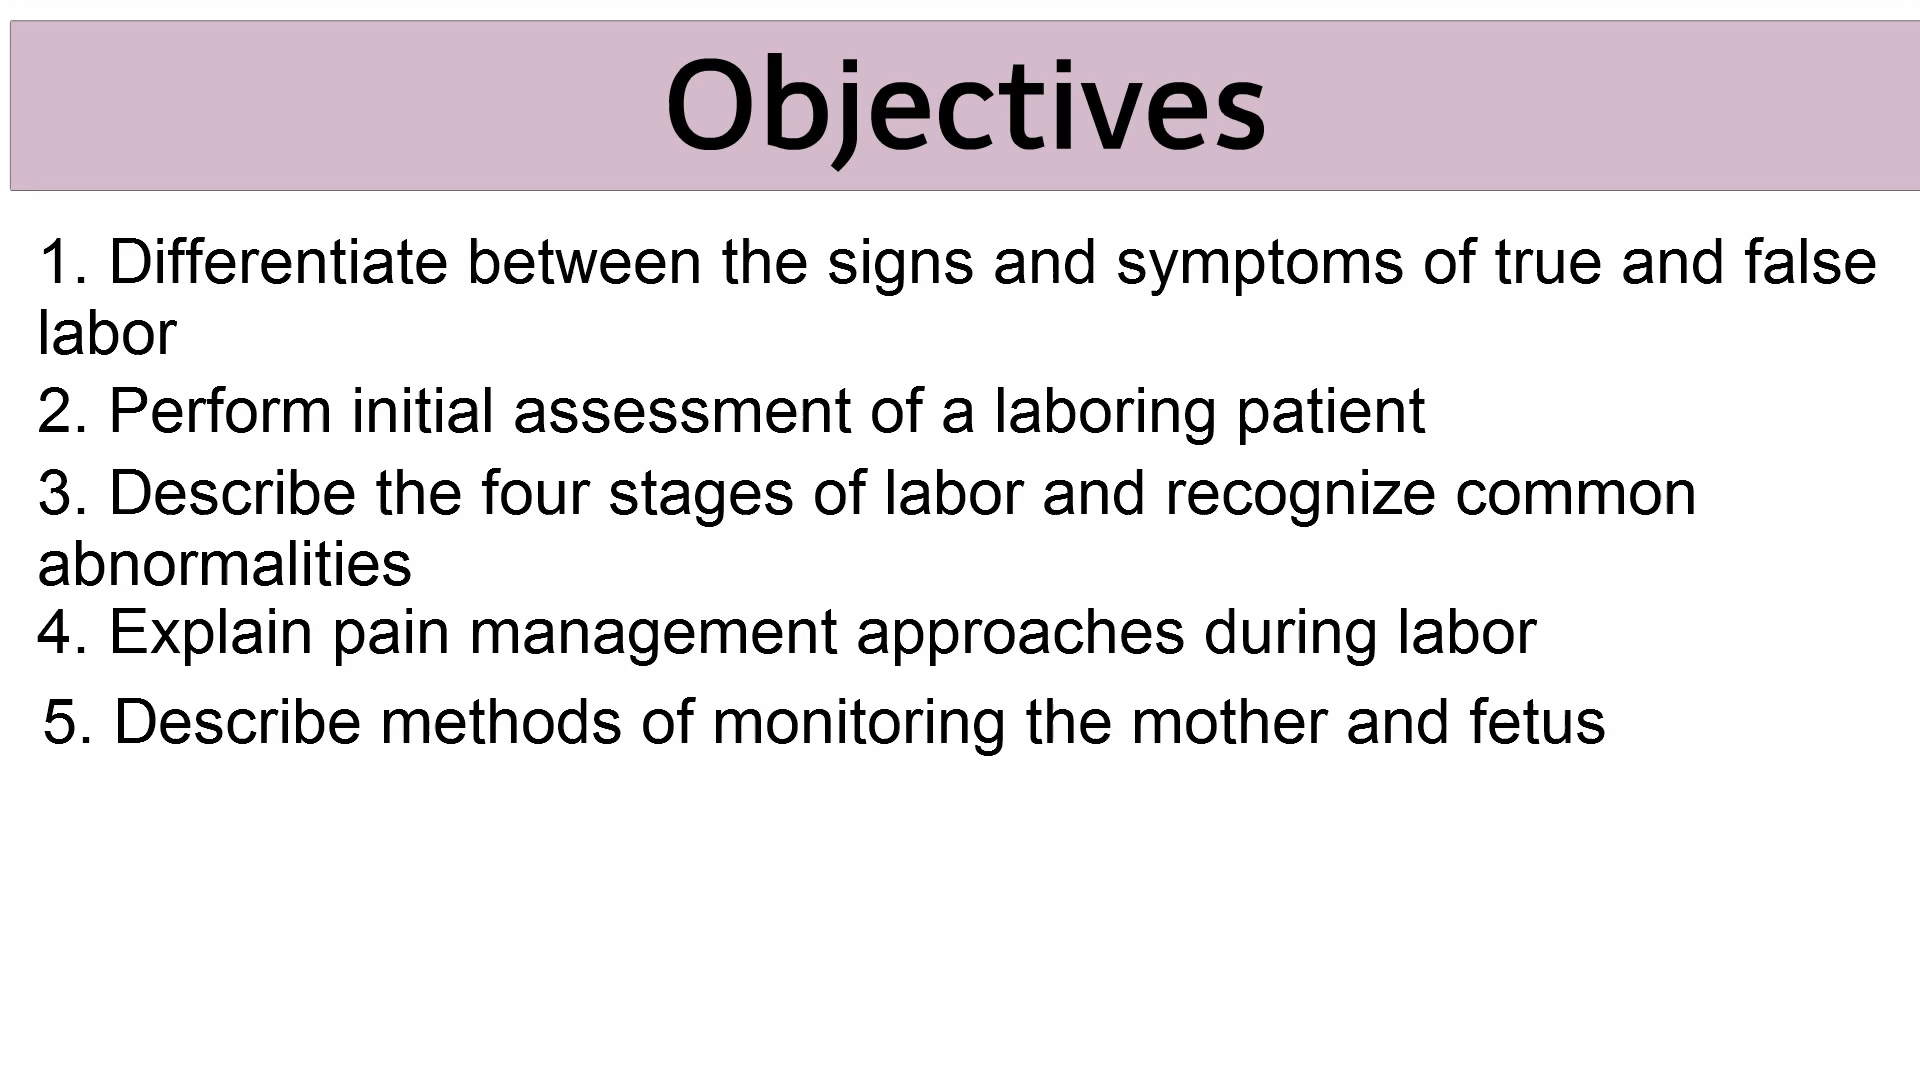 Objectives
1. Differentiate between the signs and symptoms of true and false
labor
2. Perform initial assessment of a laboring patient
3. Describe the four stages of labor and recognize common
abnormalities
4. Explain pain management approaches during labor
5. Describe methods of monitoring the mother and fetus